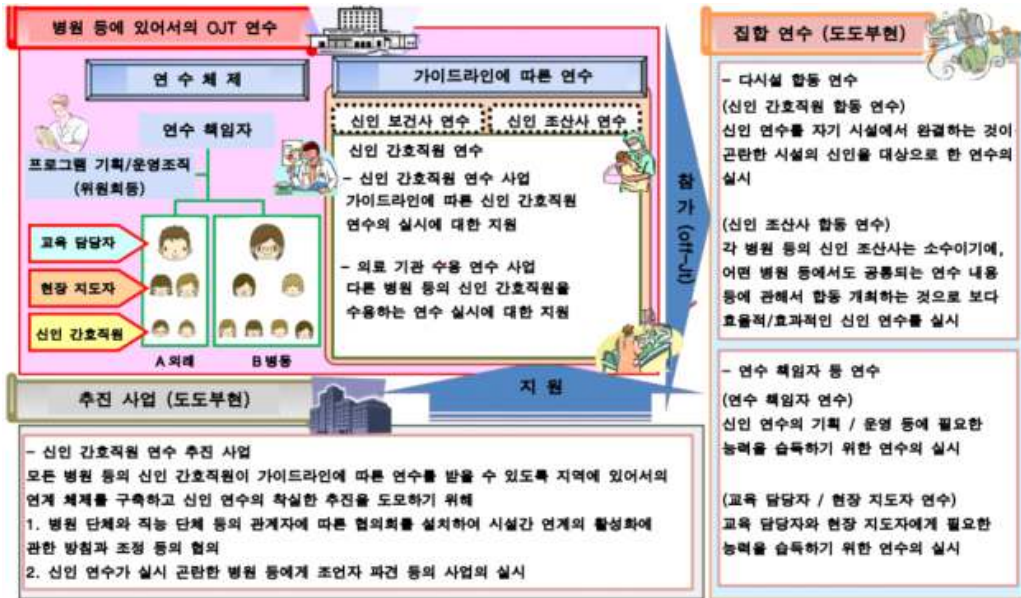 병원 등에 있어서의 OJT 연수
연 수 체 제
연수 책임자
프로그램 기획/운영조직
(위원회등)
교육 담당자
현장 지도자
신인 간호직원
A외래
B병동
가이드라인에 따른 연수
신인 보건사 연수
신인 조산사 연수
신인 간호직원 연수
– 신인 간호직원 연수 사업
가이드라인에 따른 신인 간호직원
연수의 실시에 대한 지원
– 의료 기관 수용 연수 사업
다른 병원 등의 신인 간호직원을
수용하는 연수 실시에 대한 지원
참가 (off-jt)
지 원
추진 사업 (도도부현)
– 신인 간호직원 연수 추진 사업
모든 병원 등의 신인 간호직원이 가이드라인에 따른 연수를 받을 수 있도록 지역에 있어서의
연계 체제를 구축하고 신인 연수의 착실한 추진을 도모하기 위해
1. 병원 단체와 직능 단체 등의 관계자에 따른 협의회를 설치하여 시설간 연계의 활성화에
관한 방침과 조정 등의 협의
2. 신인 연수가 실시 곤란한 병원 등에게 조언자 파견 등의 사업의 실시
집합 연수 (도도부현)
– 다시설 합동 연수
(신인 간호직원 합동 연수)
신인 연수를 자기 시설에서 완결하는 것이
곤란한 시설의 신인을 대상으로 한 연수의
실시
(신인 조산사 합동 연수)
각 병원 등의 신인 조산사는 소수이기에,
어떤 병원 등에서도 공통되는 연수 내용
등에 관해서 합동 개최하는 것으로 보다
효율적/효과적인 신인 연수를 실시
– 연수 책임자 등 연수
(연수 책임자 연수)
신인 연수의 기획 / 운영 등에 필요한
능력을 습득하기 위한 연수의 실시
(교육 담당자 / 현장 지도자 연수)
교육 담당자와 현장 지도자에게 필요한
능력을 습득하기 위한 연수의 실시